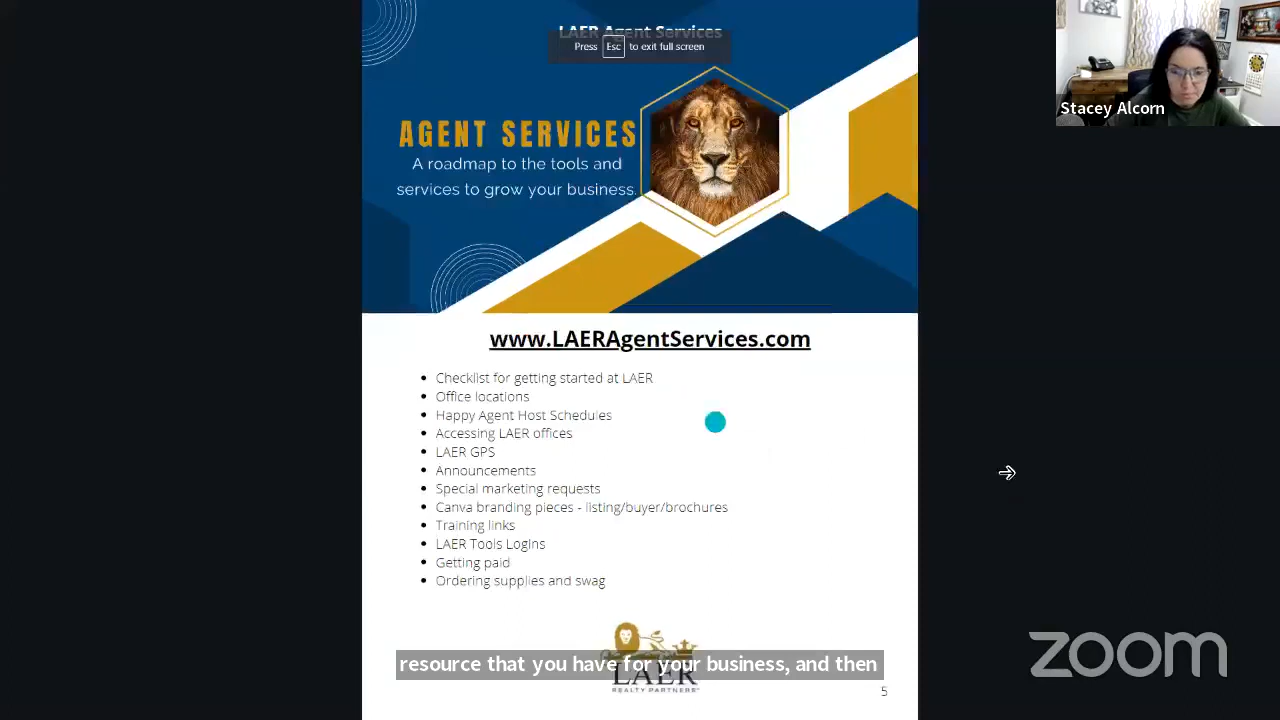 LAER Agent Services
Press Esc to exit full screen
Stacey Alcorn
AGENT SERVICES
A roadmap to the tools and
services to grow your business.
www.LAERAgentServices.com
• Checklist for getting started at LAER
• Office locations
• Happy Agent Host Schedules
• Accessing LAER offices
• LAER GPS
• Announcements
• Special marketing requests
• Canva branding pieces - listing/buyer/brochures
• Training links
• LAER Tools Logins
• Getting paid
• Ordering supplies and swag
resource that you have for your business, and then
LAER
REALTY PARTNERS
5
zoom